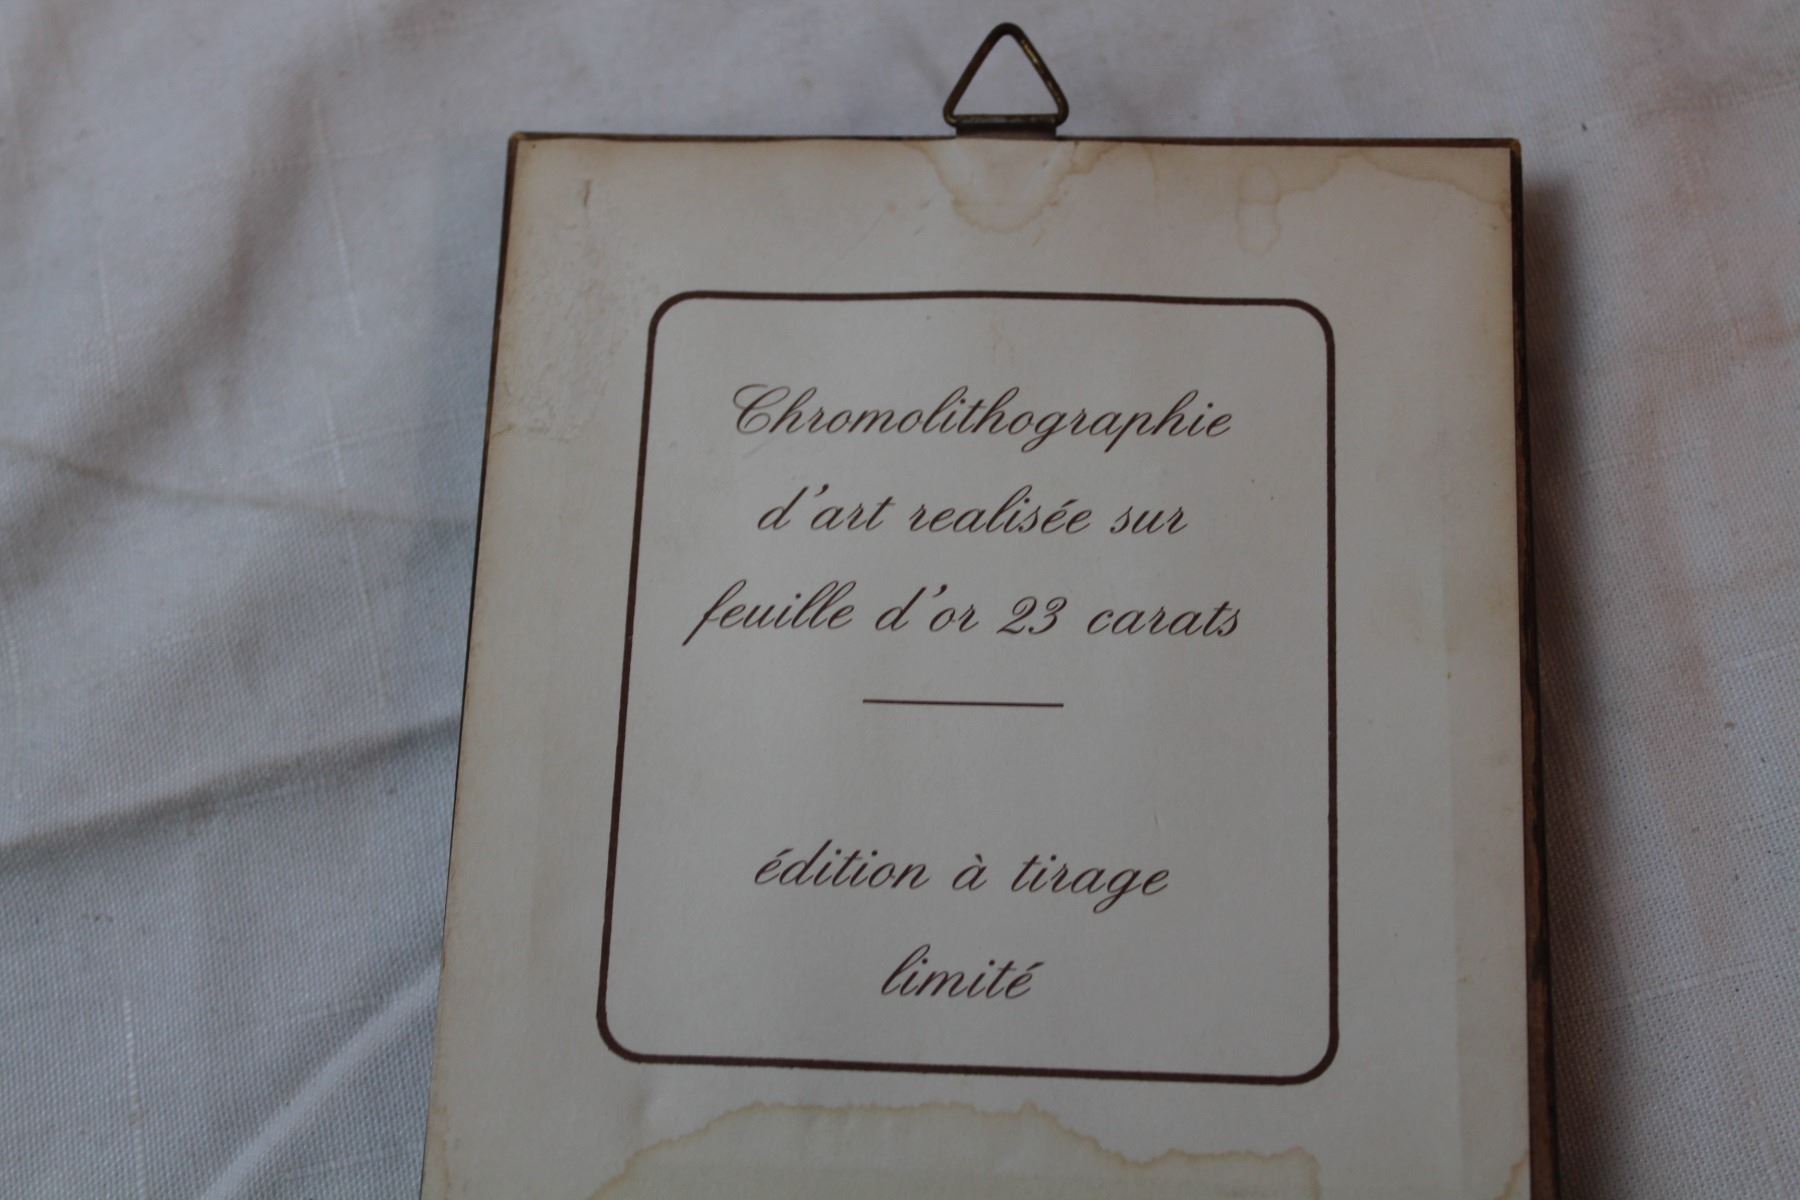 Chromolithographie
d'art realisée sur
feuille d'or 23 carats
édition à tirage
limité